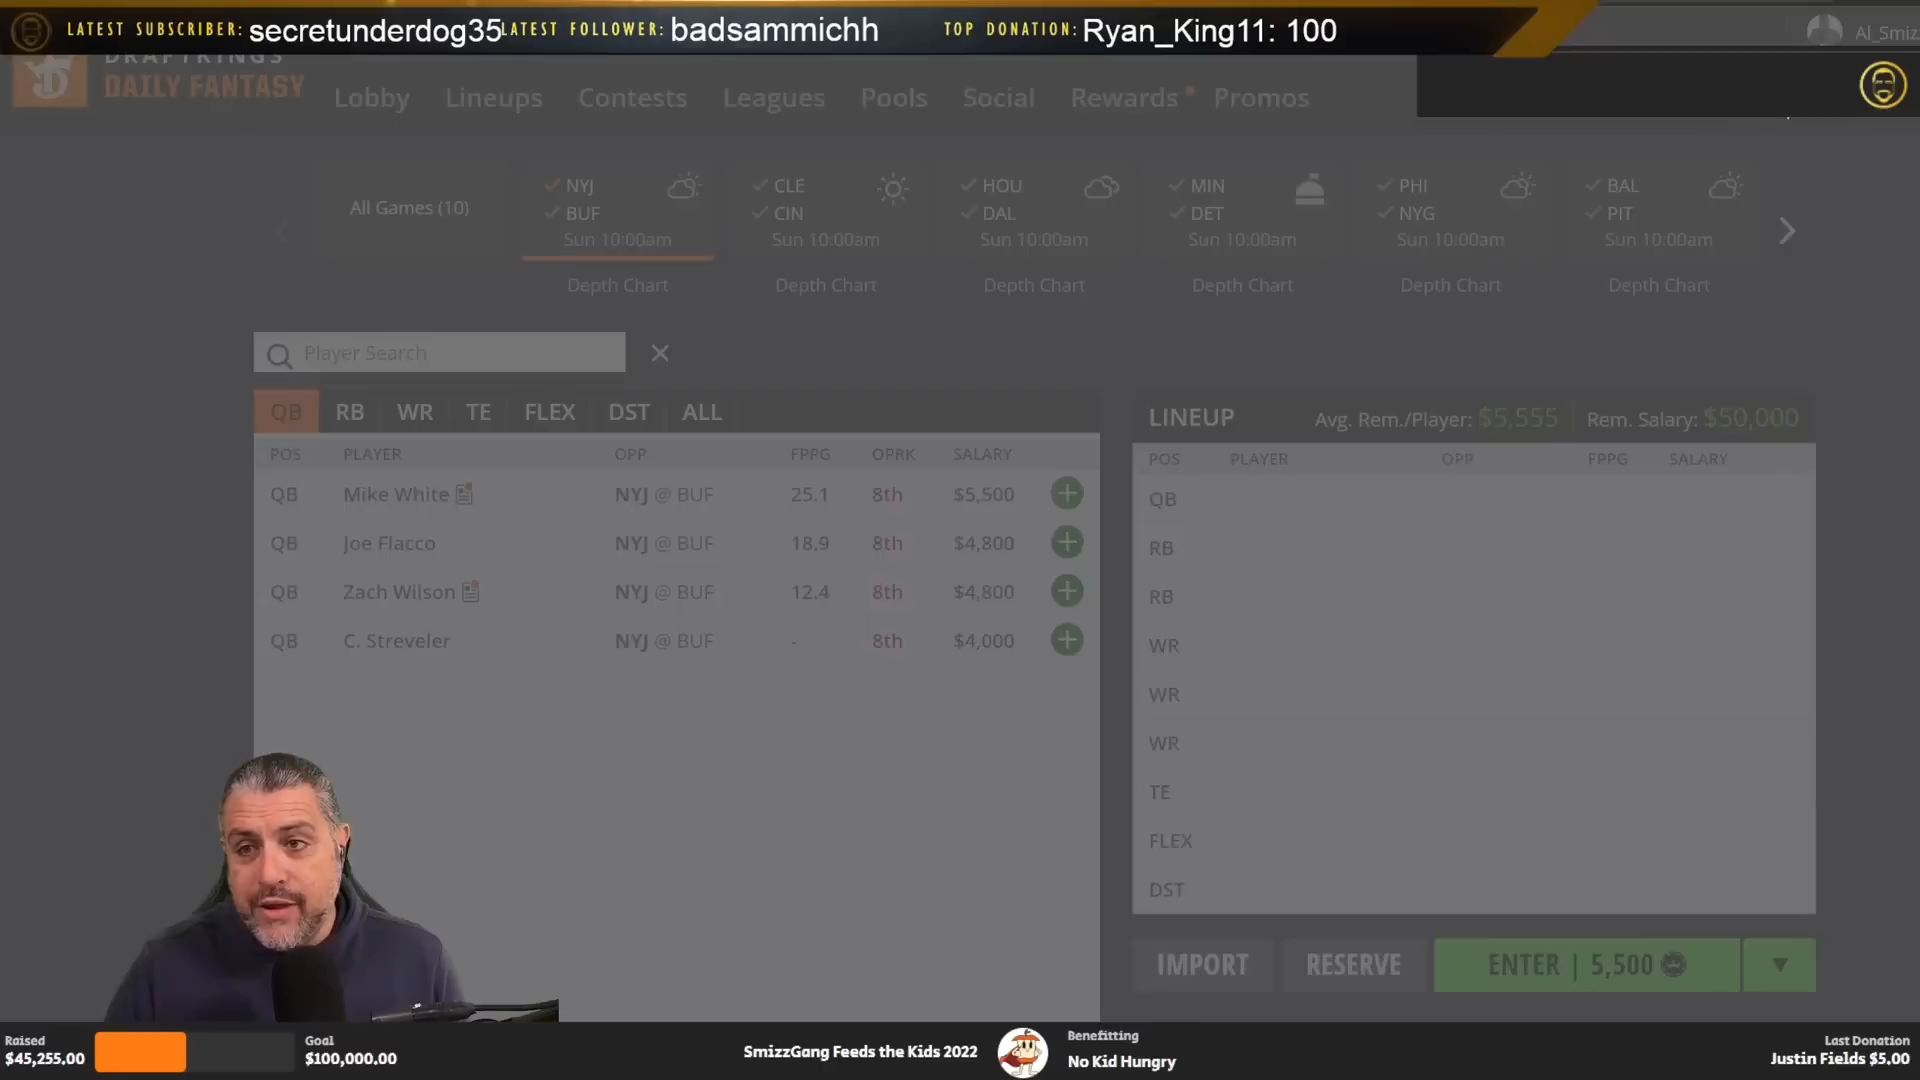 LATEST SUBSCRIBER: secretunderdog35 LATEST FOLLOWER: badsammichh TOP DONATION: Ryan_King11: 100
Al_Smiz
DRAFTKINGS
DAILY FANTASY
Lobby Lineups Contests Leagues Pools Social Rewards Promos
All Games (10)
NYJ
BUF
Sun 10:00am
CLE
CIN
Sun 10:00am
HOU
DAL
Sun 10:00am
MIN
DET
Sun 10:00am
PHI
NYG
Sun 10:00am
BAL
PIT
Sun 10:00am
Depth Chart Depth Chart Depth Chart Depth Chart Depth Chart Depth Chart
Player Search
QB RB WR TE FLEX DST ALL
POS PLAYER OPP FPPG OPRK SALARY
QB Mike White NYJ @ BUF 25.1 8th $5,500
QB Joe Flacco NYJ @ BUF 18.9 8th $4,800
QB Zach Wilson NYJ @ BUF 12.4 8th $4,800
QB C. Streveler NYJ @ BUF - 8th $4,000
LINEUP Avg. Rem./Player: $5,555 Rem. Salary: $50,000
POS PLAYER OPP FPPG SALARY
QB
RB
RB
WR
WR
WR
TE
FLEX
DST
IMPORT RESERVE ENTER | 5,500
Raised
$45,255.00
Goal
$100,000.00
SmizzGang Feeds the Kids 2022
Benefitting
No Kid Hungry
Last Donation
Justin Fields $5.00